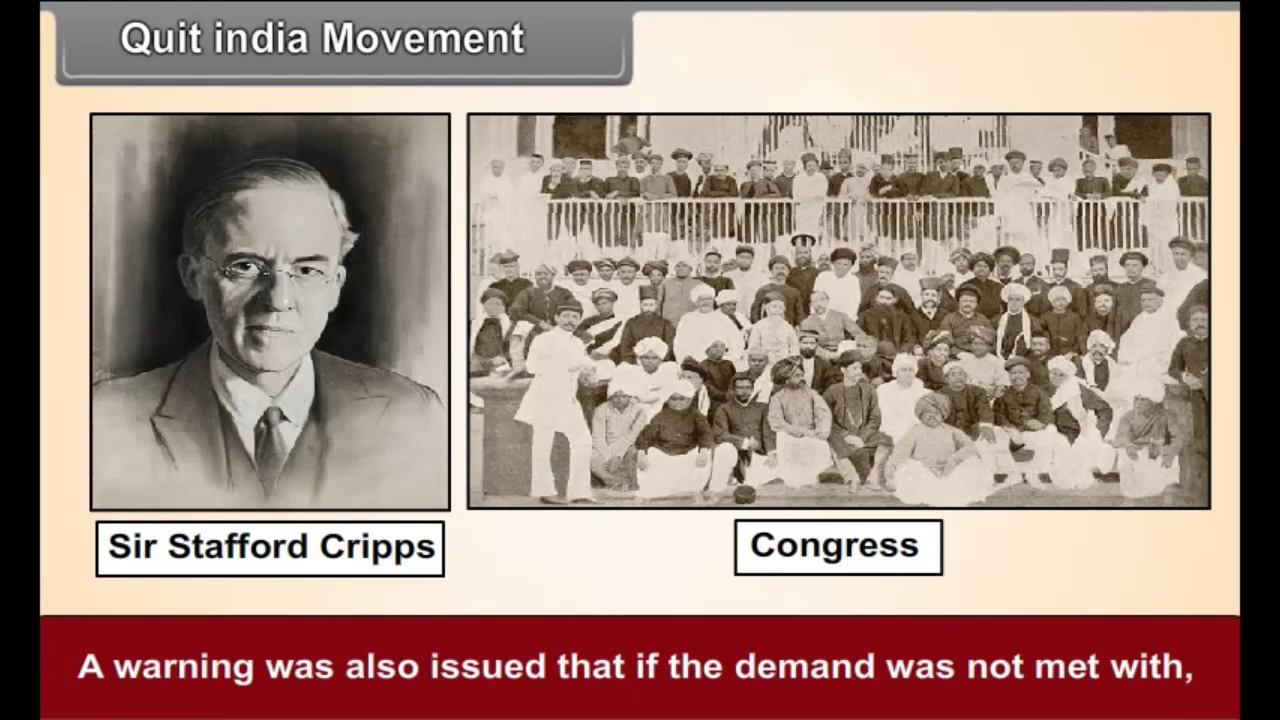 Quit india Movement
Sir Stafford Cripps
Congress
A warning was also issued that if the demand was not met with,